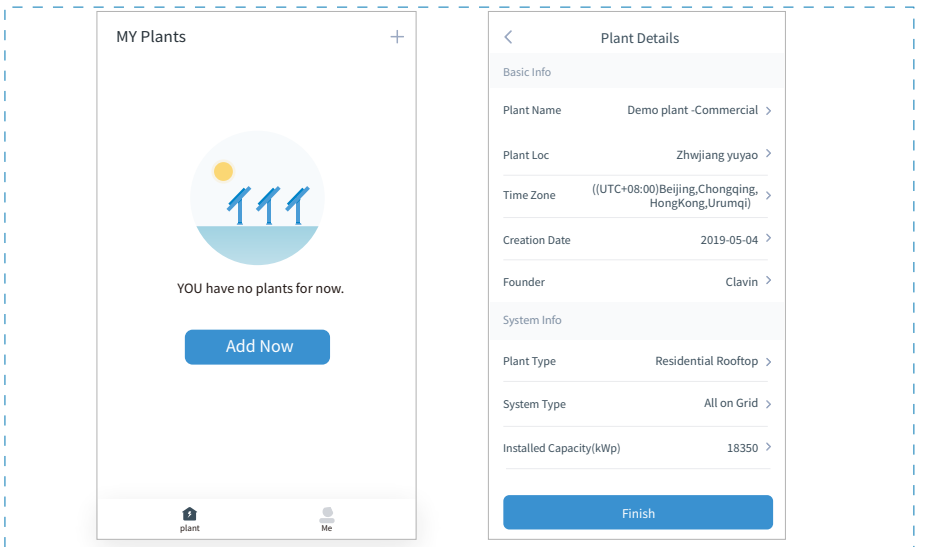 MY Plants
YOU have no plants for now.
Add Now
plant
Me
Plant Details
Basic Info
Plant Name Demo plant -Commercial
Plant Loc Zhwjiang yuyao
Time Zone ((UTC+08:00)Beijing,Chongqing,
HongKong,Urumqi)
Creation Date 2019-05-04
Founder Clavin
System Info
Plant Type Residential Rooftop
System Type All on Grid
Installed Capacity(kWp) 18350
Finish